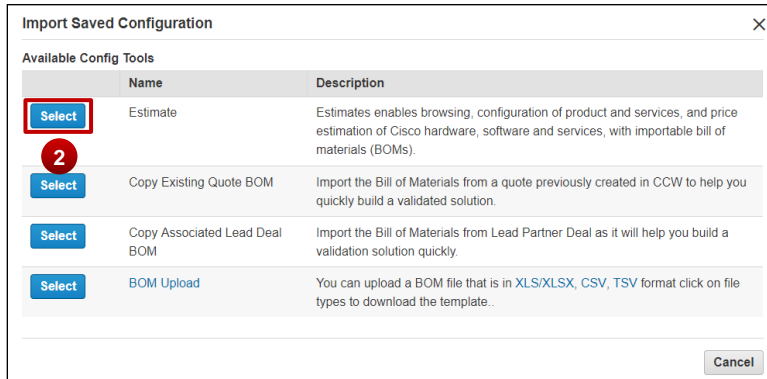 Import Saved Configuration
Available Config Tools
Name Description
Select Estimate Estimates enables browsing, configuration of product and services, and price
estimation of Cisco hardware, software and services, with importable bill of
materials (BOMs).
2
Select Copy Existing Quote BOM Import the Bill of Materials from a quote previously created in CCW to help you
quickly build a validated solution.
Select Copy Associated Lead Deal Import the Bill of Materials from Lead Partner Deal as it will help you build a
BOM validation solution quickly.
Select BOM Upload You can upload a BOM file that is in XLS/XLSX, CSV, TSV format click on file
types to download the template..
Cancel